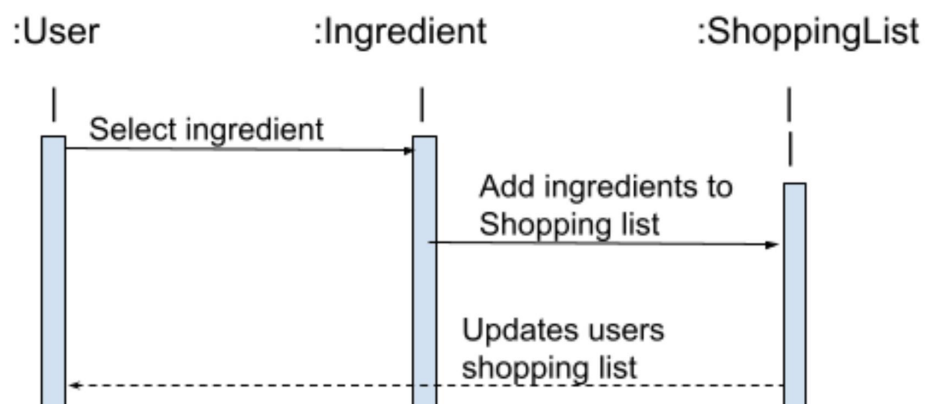 :User
:Ingredient
:ShoppingList
Select ingredient
Add ingredients to
Shopping list
Updates users
shopping list